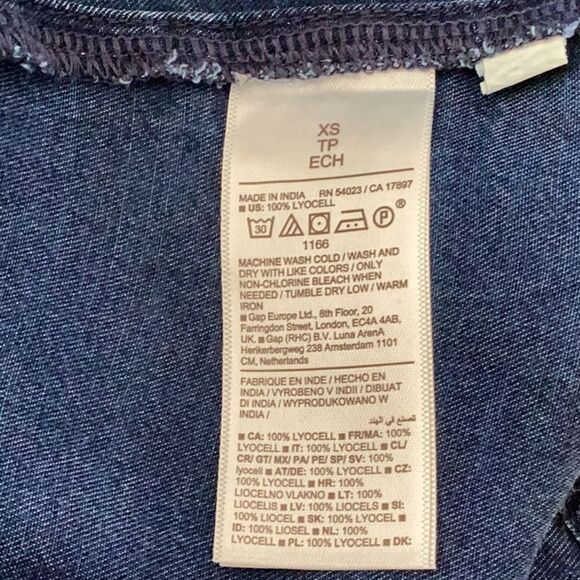 XS
TP
ECH
MADE IN INDIA RN 54023 / CA 17897
■ US: 100% LYOCELL
30 P
1166
MACHINE WASH COLD / WASH AND
DRY WITH LIKE COLORS / ONLY
NON-CHLORINE BLEACH WHEN
NEEDED / TUMBLE DRY LOW / WARM
IRON
■ Gap Europe Ltd., 8th Floor, 20
Farringdon Street, London, EC4A 4AB,
UK. ■ Gap (RHC) B.V. Luna ArenA
Herikerbergweg 238 Amsterdam 1101
CM, Netherlands
FABRIQUE EN INDE / HECHO EN
INDIA / VYROBENO V INDII / DIBUAT
DI INDIA / WYPRODUKOWANO W
INDIA / صنع في الهند
■ CA: 100% LYOCELL ■ FR/MA: 100%
LYOCELL ■ IT: 100% LYOCELL ■ CL/
CR/ GT/ MX/ PA/ PE/ SP/ SV: 100%
lyocell ■ AT/DE: 100% LYOCELL ■ CZ:
100% LYOCELL ■ HR: 100%
LIOCELNO VLAKNO ■ LT: 100%
LIOCELIS ■ LV: 100% LIOCELS ■ SI:
100% LIOCEL ■ SK: 100% LYOCEL ■
ID: 100% LIOSEL ■ NL: 100%
LYOCELL ■ PL: 100% LYOCELL ■ DK: